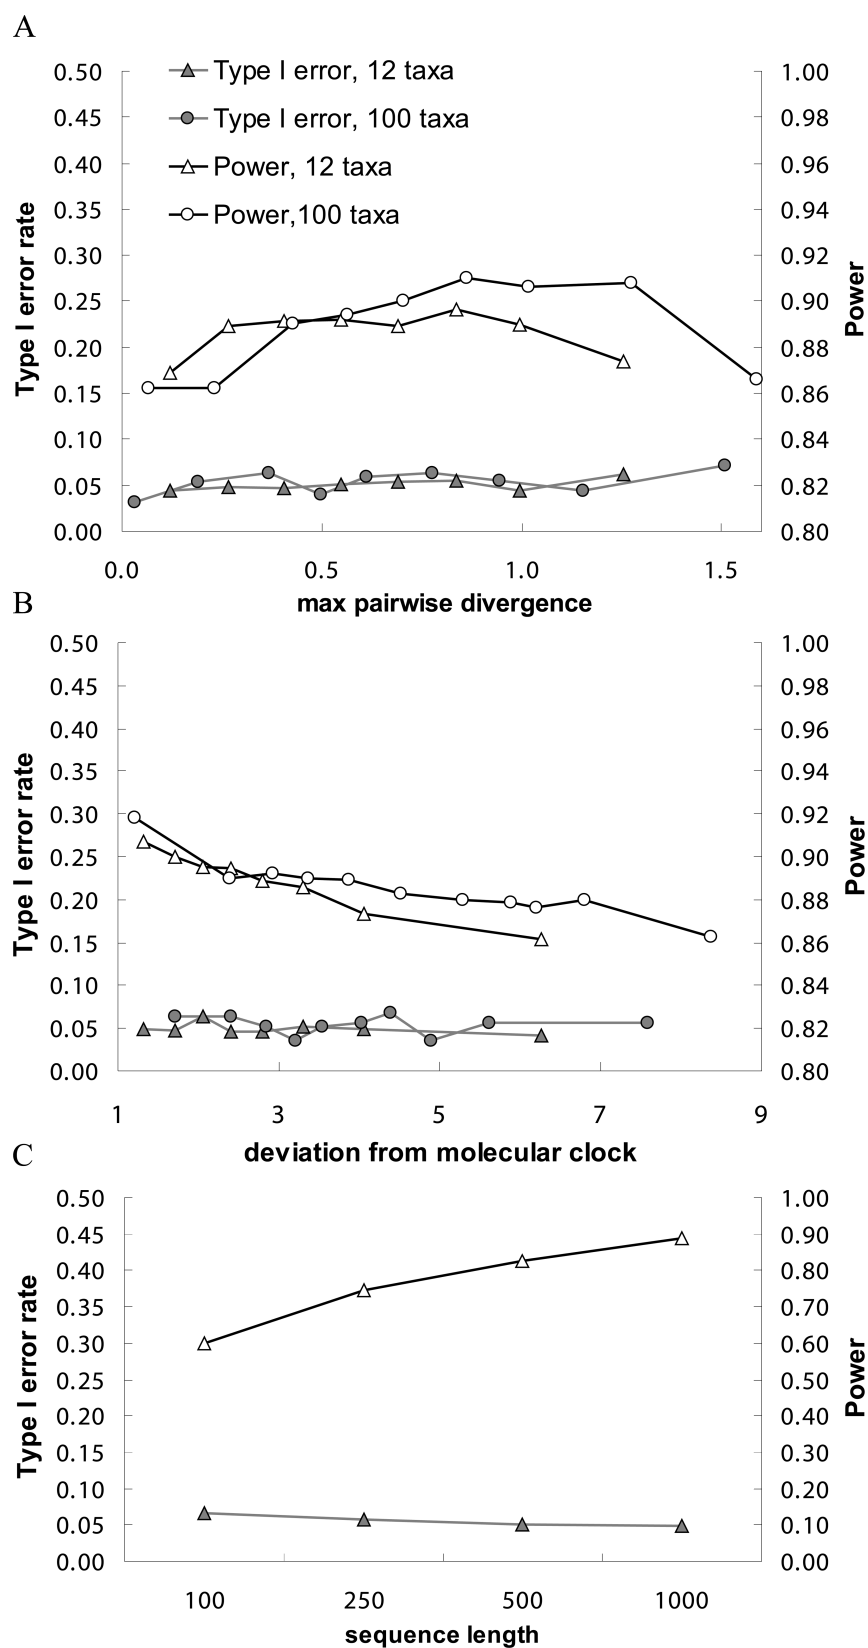 A
0.50 1.00
Type I error, 12 taxa
0.45 0.98
Type I error, 100 taxa
0.40 0.96
Power, 12 taxa
0.35 0.94
Power,100 taxa
0.30 0.92
0.25 0.90
0.20 0.88
0.15 0.86
0.10 0.84
0.05 0.82
0.00 0.80
Type I error rate
Power
0.0 0.5 1.0 1.5
max pairwise divergence
B
0.50 1.00
0.45 0.98
0.40 0.96
0.35 0.94
0.30 0.92
0.25 0.90
0.20 0.88
0.15 0.86
0.10 0.84
0.05 0.82
0.00 0.80
Type I error rate
Power
1 3 5 7 9
deviation from molecular clock
C
0.50 1.00
0.45 0.90
0.40 0.80
0.35 0.70
0.30 0.60
0.25 0.50
0.20 0.40
0.15 0.30
0.10 0.20
0.05 0.10
0.00 0.00
Type I error rate
Power
100 250 500 1000
sequence length